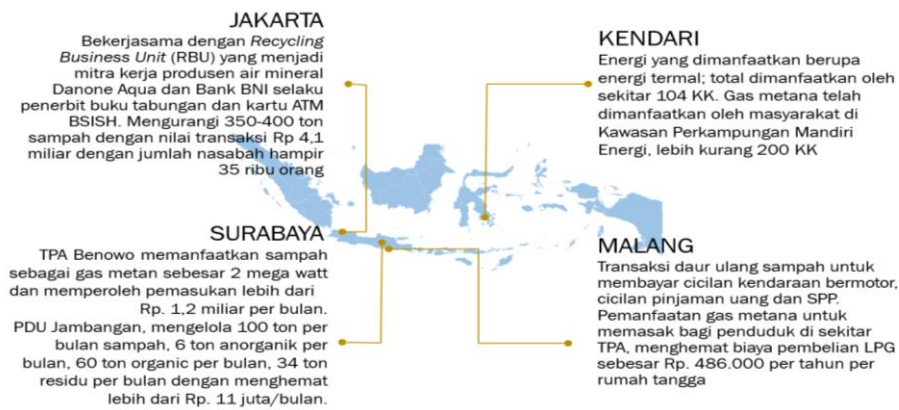 JAKARTA
Bekerjasama dengan Recycling
Business Unit (RBU) yang menjadi
mitra kerja produsen air mineral
Danone Aqua dan Bank BNI selaku
penerbit buku tabungan dan kartu ATM
BSISH. Mengurangi 350-400 ton
sampah dengan nilai transaksi Rp 4,1
miliar dengan jumlah nasabah hampir
35 ribu orang
KENDARI
Energi yang dimanfaatkan berupa
energi termal; total dimanfaatkan oleh
sekitar 104 KK. Gas metana telah
dimanfaatkan oleh masyarakat di
Kawasan Perkampungan Mandiri
Energi, lebih kurang 200 KK
SURABAYA
TPA Benowo memanfaatkan sampah
sebagai gas metan sebesar 2 mega watt
dan memperoleh pemasukan lebih dari
Rp. 1,2 miliar per bulan.
PDU Jambangan, mengelola 100 ton per
bulan sampah, 6 ton anorganik per
bulan, 60 ton organic per bulan, 34 ton
residu per bulan dengan menghemat
lebih dari Rp. 11 juta/bulan.
MALANG
Transaksi daur ulang sampah untuk
membayar cicilan kendaraan bermotor,
cicilan pinjaman uang dan SPP.
Pemanfaatan gas metana untuk
memasak bagi penduduk di sekitar
TPA, menghemat biaya pembelian LPG
sebesar Rp. 486.000 per tahun per
rumah tangga